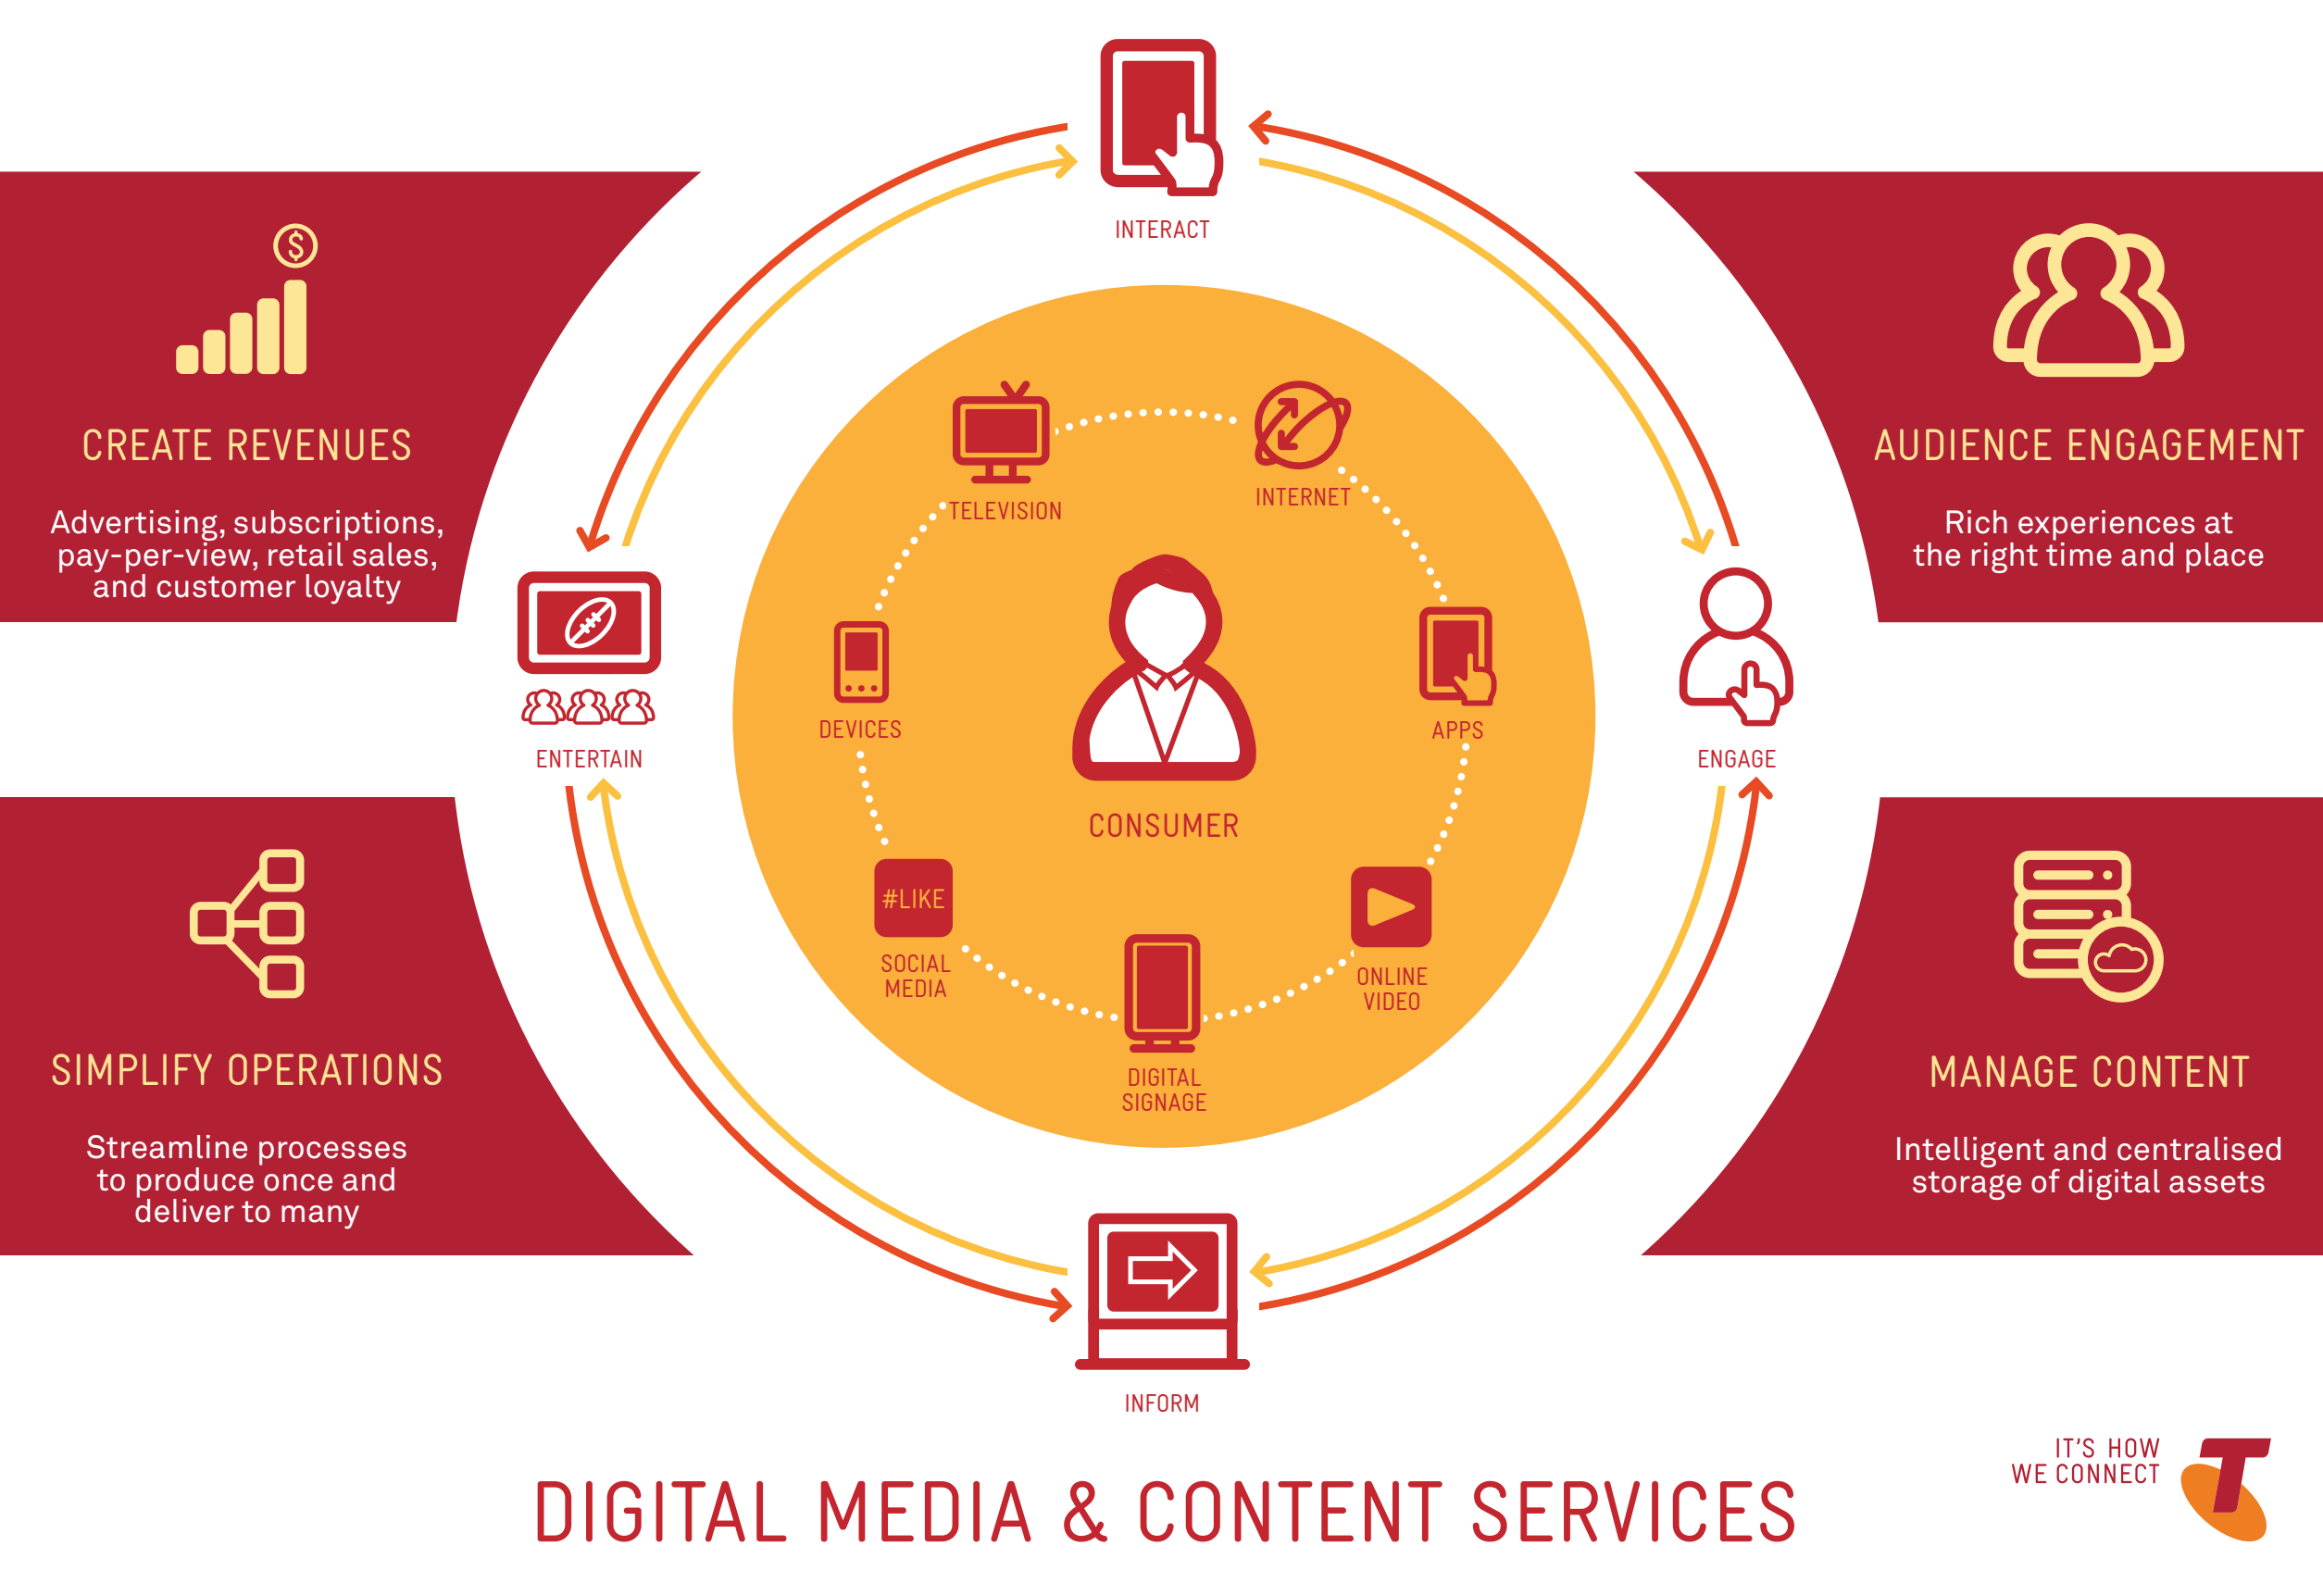 INTERACT
$
CREATE REVENUES
Advertising, subscriptions,
pay-per-view, retail sales,
and customer loyalty
AUDIENCE ENGAGEMENT
Rich experiences at
the right time and place
TELEVISION
INTERNET
DEVICES
APPS
ENTERTAIN
ENGAGE
CONSUMER
#LIKE
SOCIAL
MEDIA
ONLINE
VIDEO
DIGITAL
SIGNAGE
SIMPLIFY OPERATIONS
Streamline processes
to produce once and
deliver to many
MANAGE CONTENT
Intelligent and centralised
storage of digital assets
INFORM
DIGITAL MEDIA & CONTENT SERVICES
IT'S HOW
WE CONNECT
T